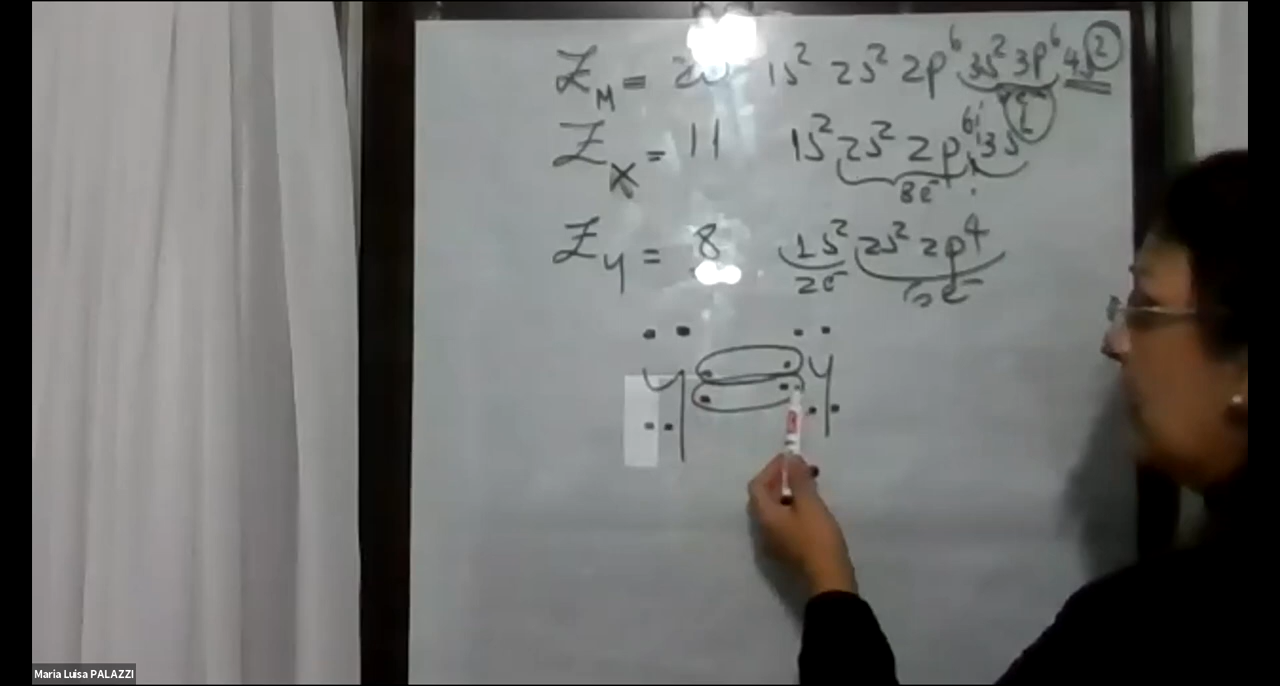 Z_M = 20 1s² 2s² 2p⁶ 3s² 3p⁶ 4s²
Z_X = 11 1s² 2s² 2p⁶ 3s¹
8e⁻
Z_Y = 8 1s² 2s² 2p⁴
2e⁻ 6e⁻
Y Y
Maria Luisa PALAZZI